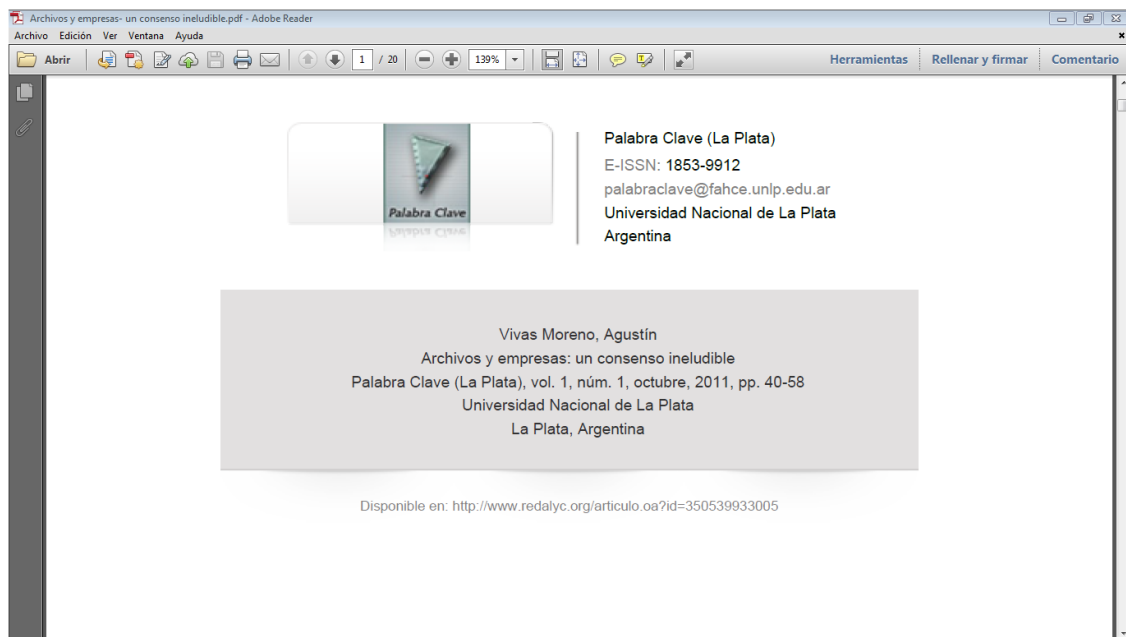 Archivos y empresas- un consenso ineludible.pdf - Adobe Reader
Archivo Edición Ver Ventana Ayuda
Abrir 1 / 20 139% Herramientas Rellenar y firmar Comentario
Palabra Clave
Palabra Clave (La Plata)
E-ISSN: 1853-9912
palabraclave@fahce.unlp.edu.ar
Universidad Nacional de La Plata
Argentina
Vivas Moreno, Agustín
Archivos y empresas: un consenso ineludible
Palabra Clave (La Plata), vol. 1, núm. 1, octubre, 2011, pp. 40-58
Universidad Nacional de La Plata
La Plata, Argentina
Disponible en: http://www.redalyc.org/articulo.oa?id=350539933005